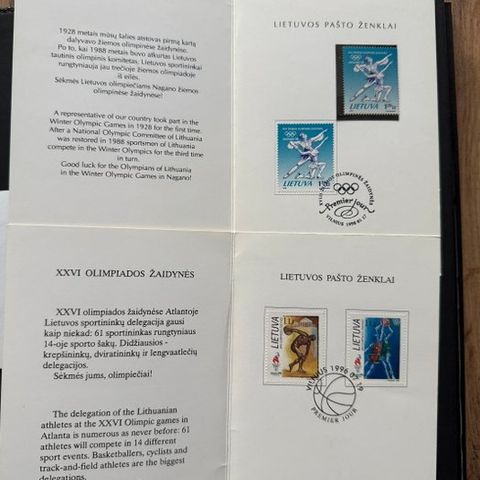 1928 metais mūsų šalies atstovas pirmą kartą
dalyvavo žiemos olimpinėse žaidynėse.
Po to, kai 1988 metais buvo atkurtas Lietuvos
tautinis olimpinis komitetas, Lietuvos sportininkai
rungtyniauja jau trečioje žiemos olimpiadoje
iš eilės.
Sėkmės Lietuvos olimpiečiams Nagano žiemos
olimpinėse žaidynėse!
A representative of our country took part in the
Winter Olympic Games in 1928 for the first time.
After a National Olympic Committee of Lithuania
was restored in 1988 sportsmen of Lithuania
compete in the Winter Olympics for the third time
in turn.
Good luck for the Olympians of Lithuania
in the Winter Olympic Games in Nagano!
LIETUVOS PAŠTO ŽENKLAI
LIETUVA
LIETUVA
XVIII ŽIEMOS OLIMPINĖS ŽAIDYNĖS
Premier Jour
VILNIUS
XXVI OLIMPIADOS ŽAIDYNĖS
XXVI olimpiados žaidynėse Atlantoje
Lietuvos sportininkų delegacija gausi
kaip niekad: 61 sportininkas rungtyniaus
14-oje sporto šakų. Didžiausios -
krepšininkų, dviratininkų ir lengvaatlečių
delegacijos.
Sėkmės jums, olimpiečiai!
The delegation of the Lithuanian
athletes at the XXVI Olympic games in
Atlanta is numerous as never before: 61
athletes will compete in 14 different
sport events. Basketballers, cyclists and
track-and-field athletes are the biggest
delegations.
LIETUVOS PAŠTO ŽENKLAI
LIETUVA
LIETUVA
VILNIUS 1996 07 19
PREMIER JOUR